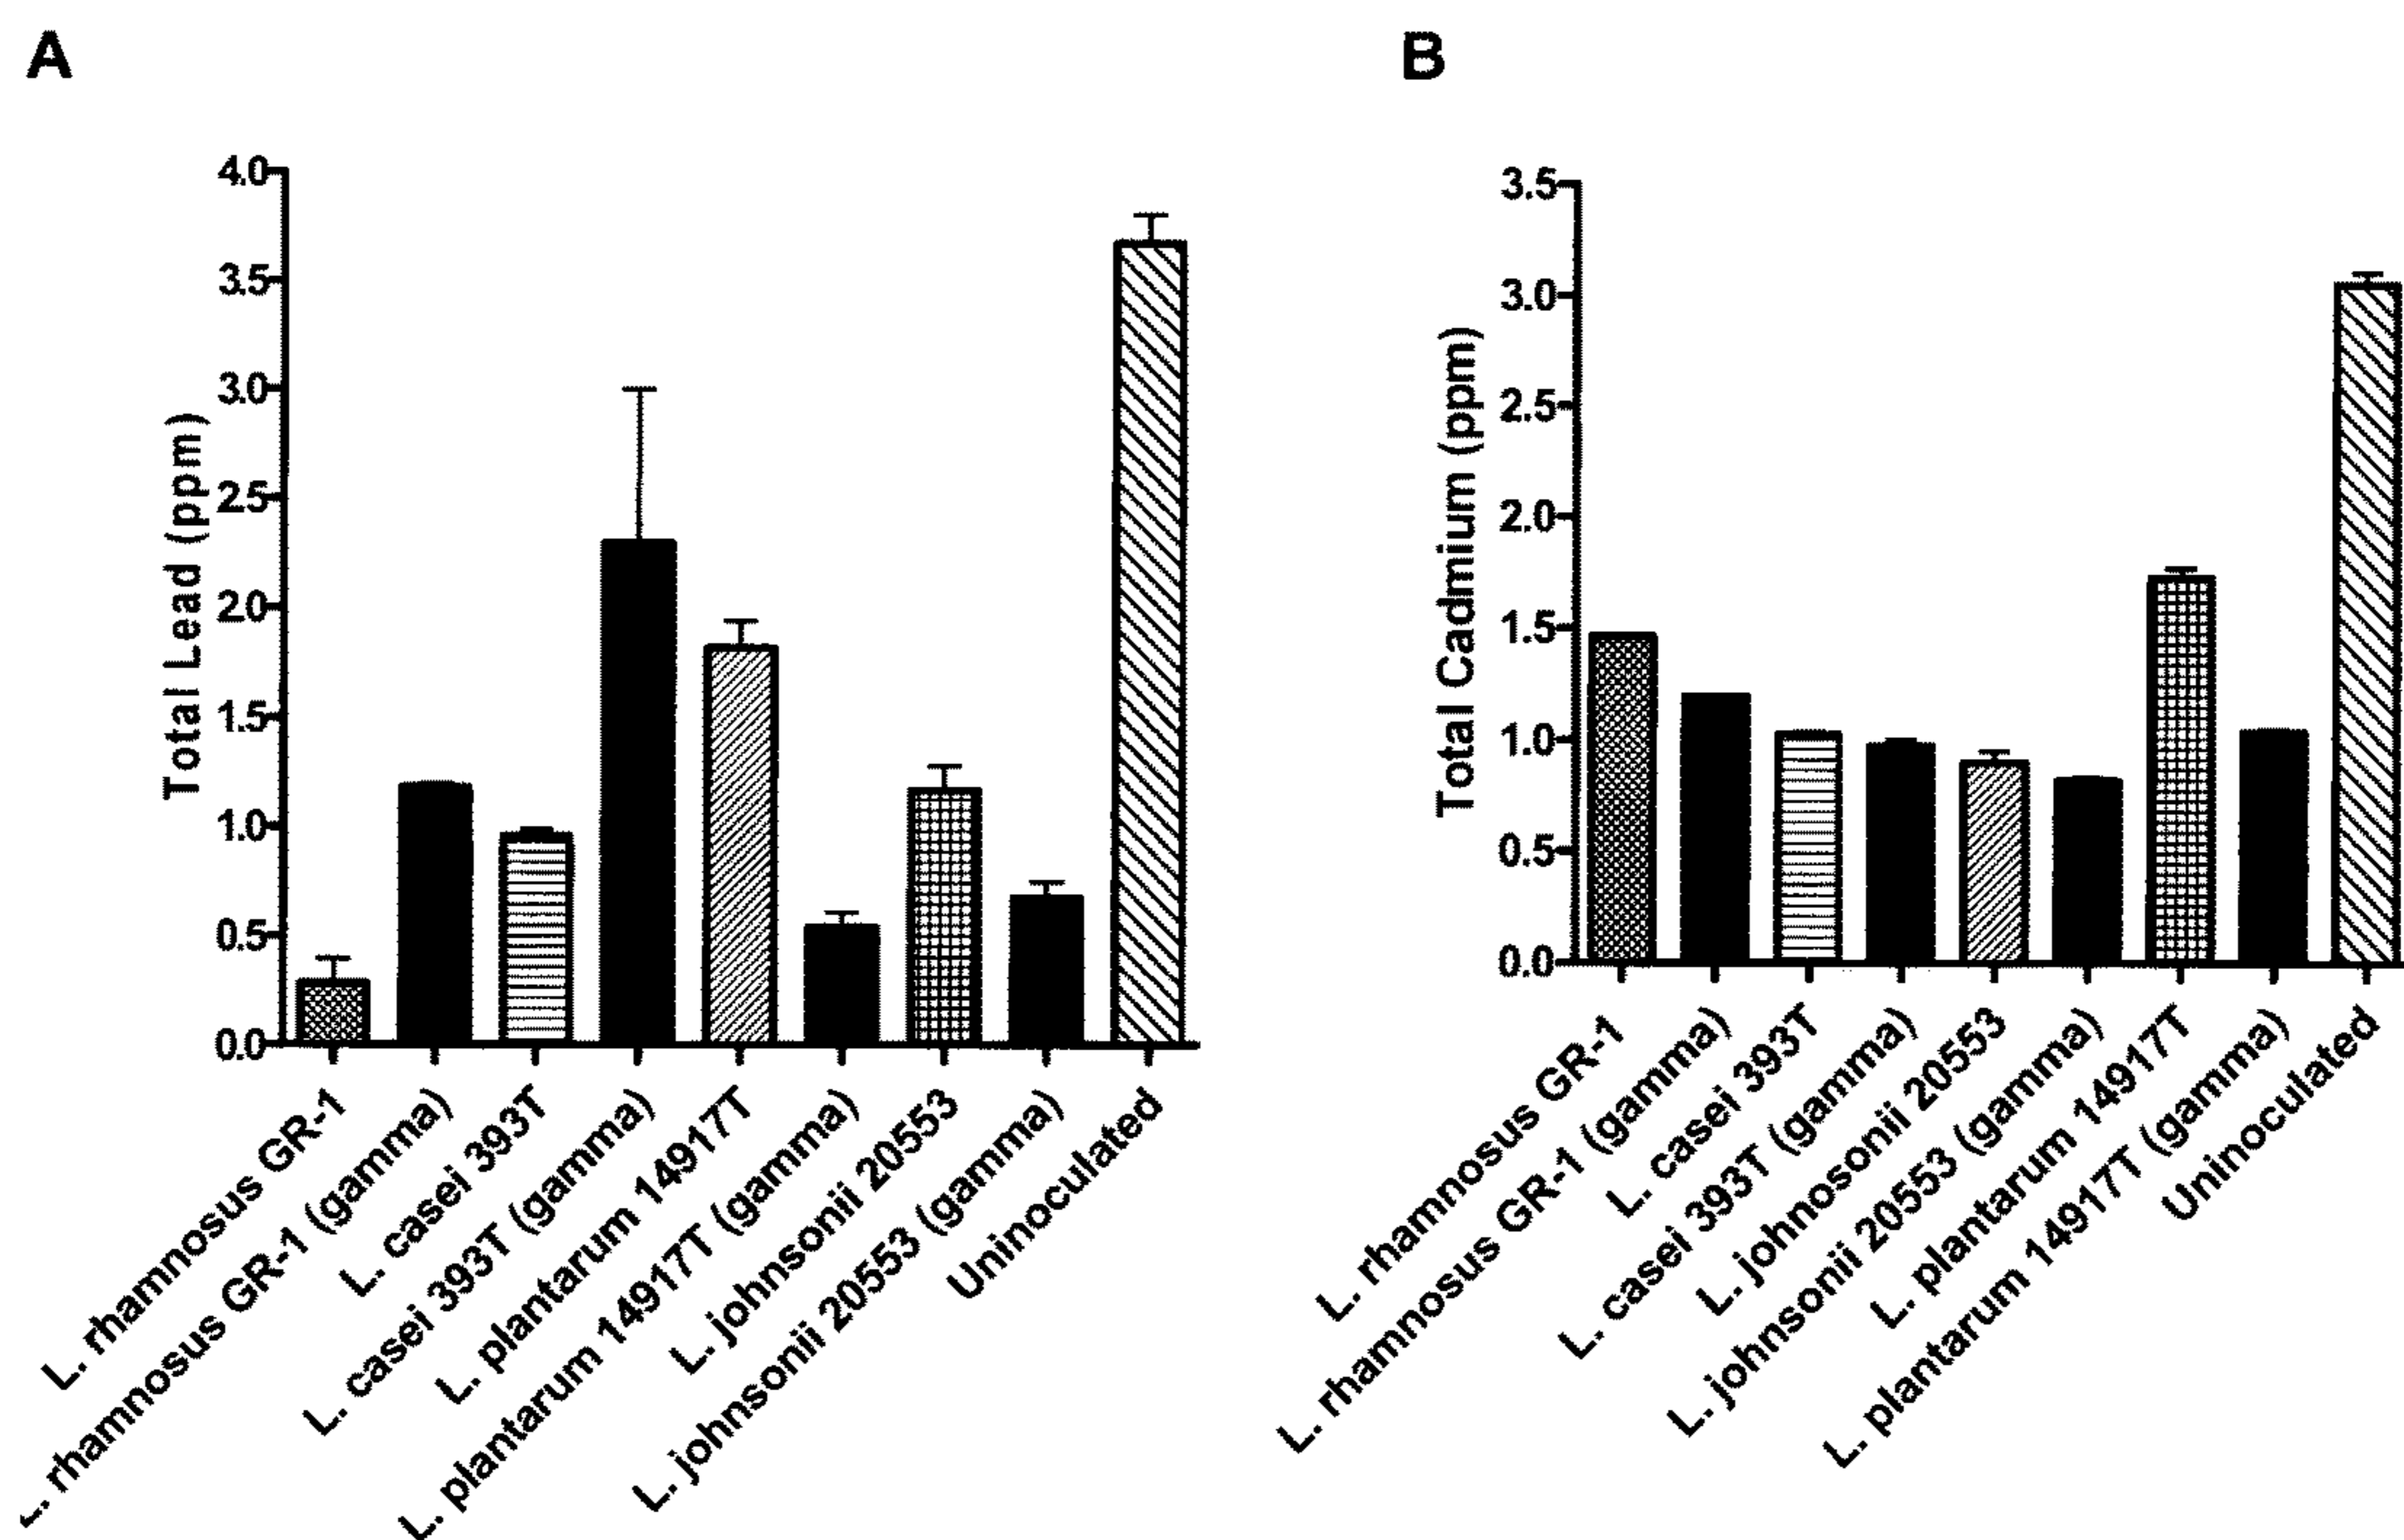 A
Total Lead (ppm)
4.0
3.5
3.0
2.5
2.0
1.5
1.0
0.5
0.0
L. rhamnosus GR-1
L. rhamnosus GR-1 (gamma)
L. casei 393T
L. casei 393T (gamma)
L. plantarum 14917T
L. plantarum 14917T (gamma)
L. johnsonii 20553
L. johnsonii 20553 (gamma)
Uninoculated
B
Total Cadmium (ppm)
3.5
3.0
2.5
2.0
1.5
1.0
0.5
0.0
L. rhamnosus GR-1
L. rhamnosus GR-1 (gamma)
L. casei 393T
L. casei 393T (gamma)
L. johnosonii 20553
L. johnsonii 20553 (gamma)
L. plantarum 14917T
L. plantarum 14917T (gamma)
Uninoculated